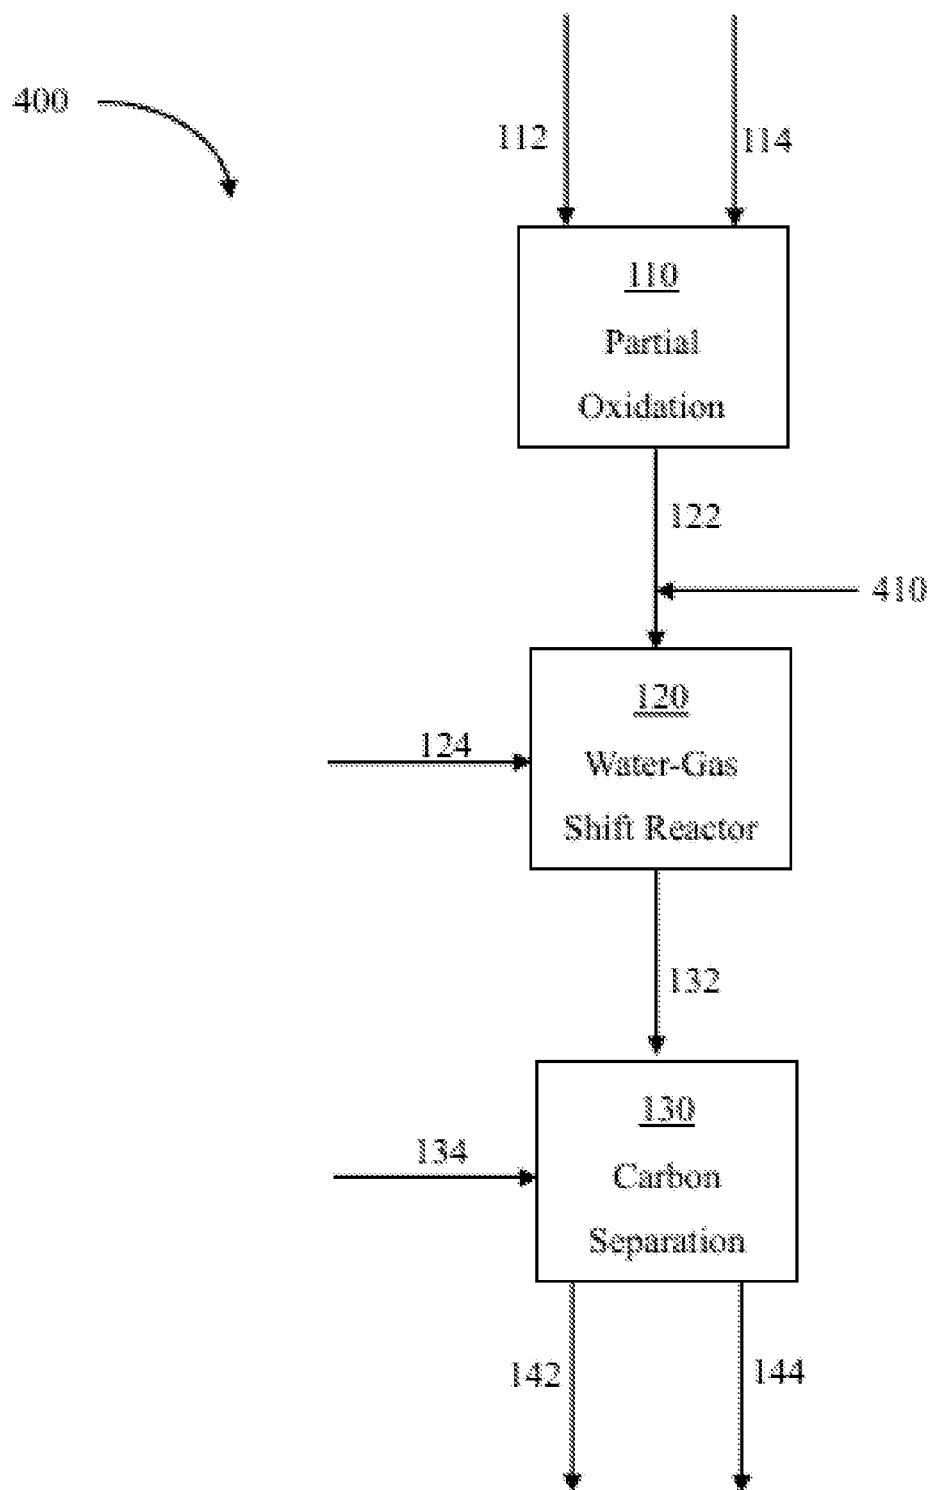 400
112
114
110
Partial
Oxidation
122
410
120
Water-Gas
Shift Reactor
124
132
130
Carbon
Separation
134
142
144